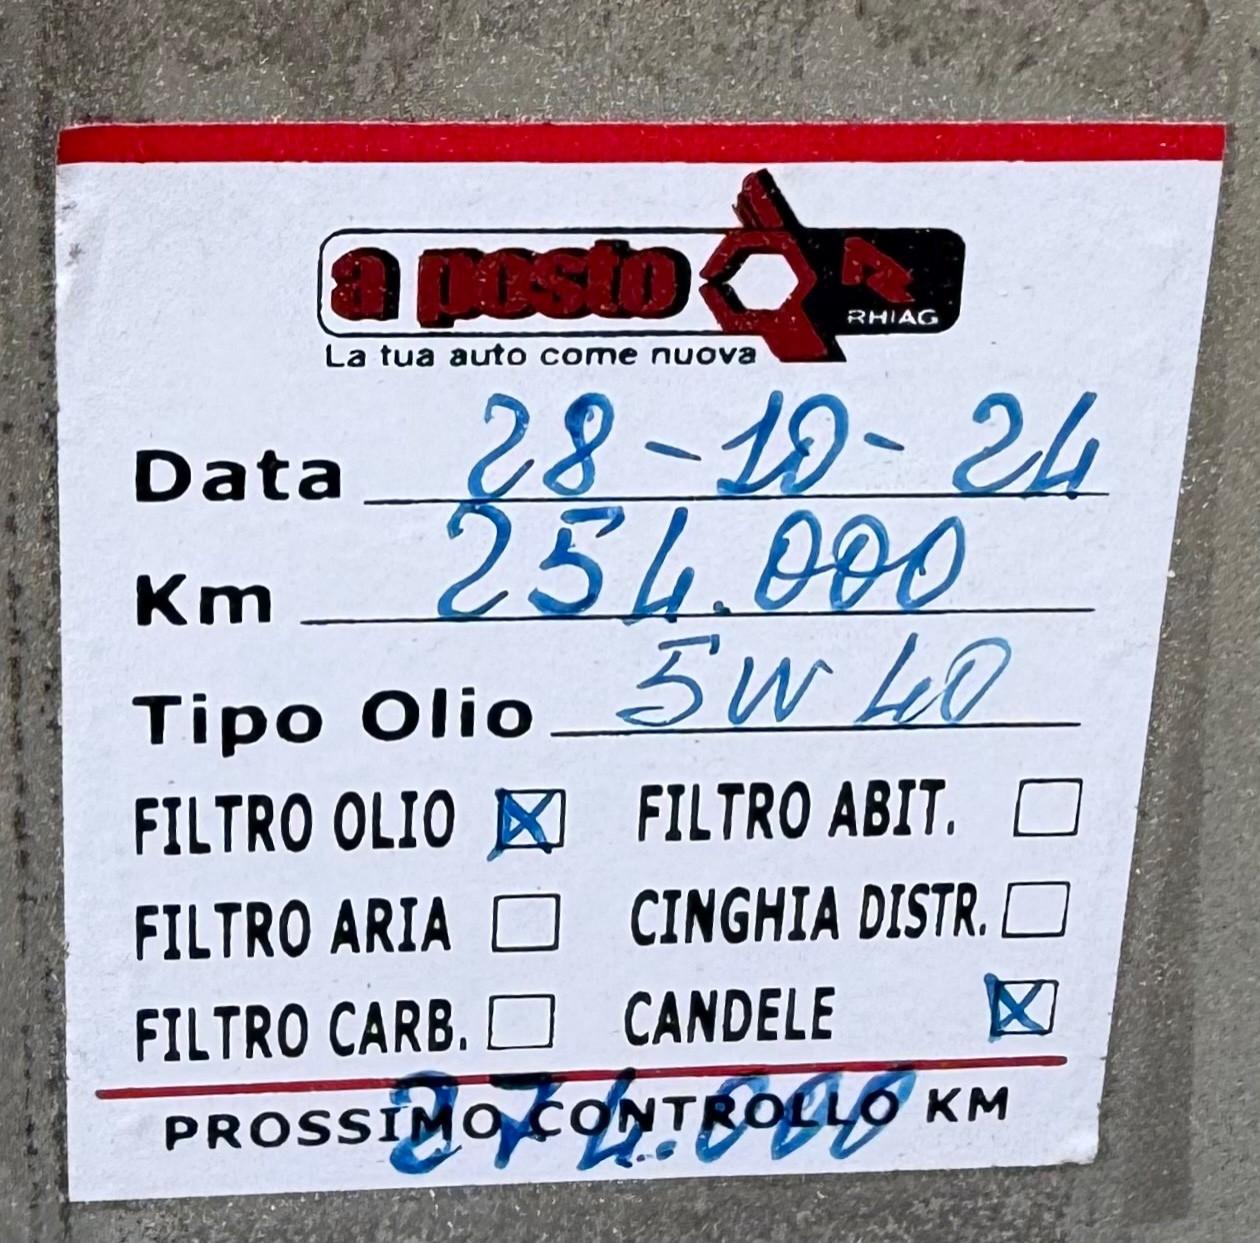 a posto RHIAG
La tua auto come nuova
Data 28-10-24
Km 254.000
Tipo Olio 5W40
FILTRO OLIO X FILTRO ABIT.
FILTRO ARIA CINGHIA DISTR.
FILTRO CARB. CANDELE X
PROSSIMO CONTROLLO KM
274.000